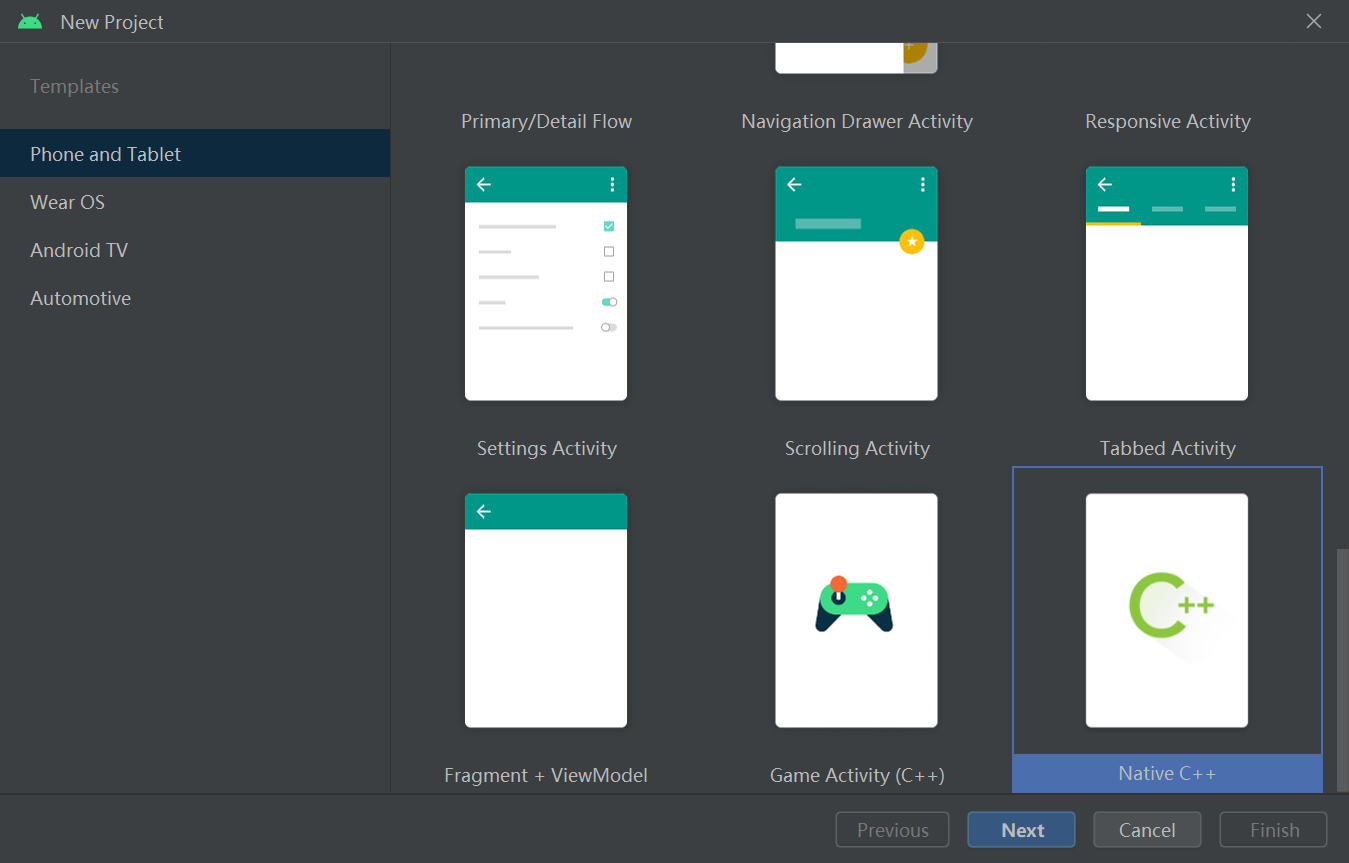 New Project
Templates
Phone and Tablet
Wear OS
Android TV
Automotive
Primary/Detail Flow
Navigation Drawer Activity
Responsive Activity
Settings Activity
Scrolling Activity
Tabbed Activity
C++
Fragment + ViewModel
Game Activity (C++)
Native C++
Previous
Next
Cancel
Finish